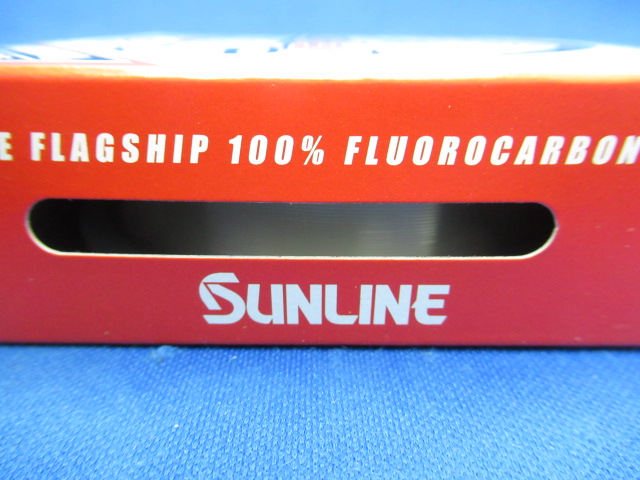 E FLAGSHIP 100% FLUOROCARBON
SUNLINE